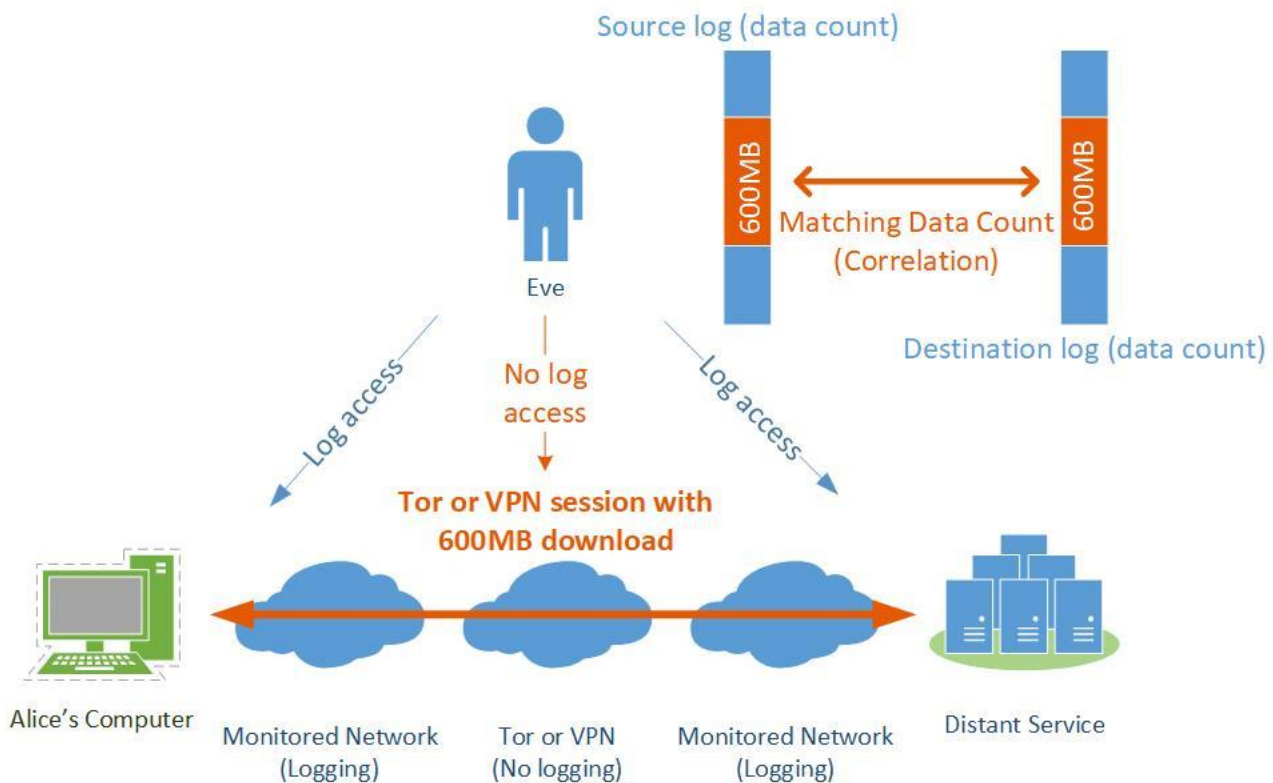 Source log (data count)
600MB
600MB
Matching Data Count
(Correlation)
Destination log (data count)
Eve
Log access
No log
access
Log access
Tor or VPN session with
600MB download
Alice’s Computer
Monitored Network
(Logging)
Tor or VPN
(No logging)
Monitored Network
(Logging)
Distant Service